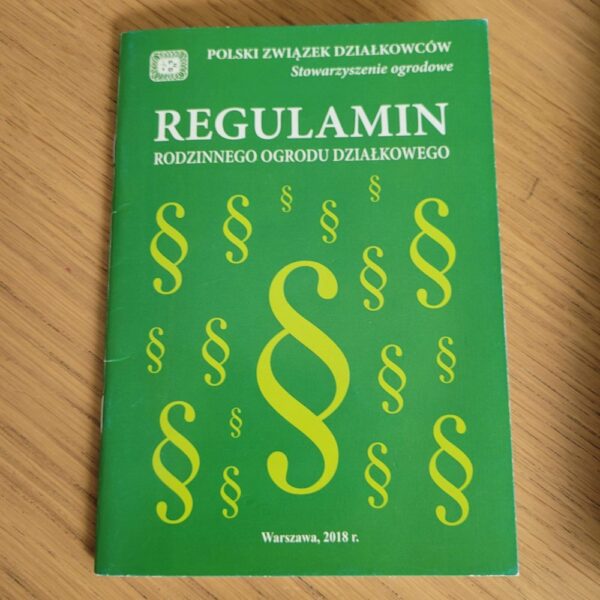 POLSKI ZWIĄZEK DZIAŁKOWCÓW
Stowarzyszenie ogrodowe
REGULAMIN
RODZINNEGO OGRODU DZIAŁKOWEGO
§ § § § §
§ § §
§ § § §
§ § § § § §
Warszawa, 2018 r.